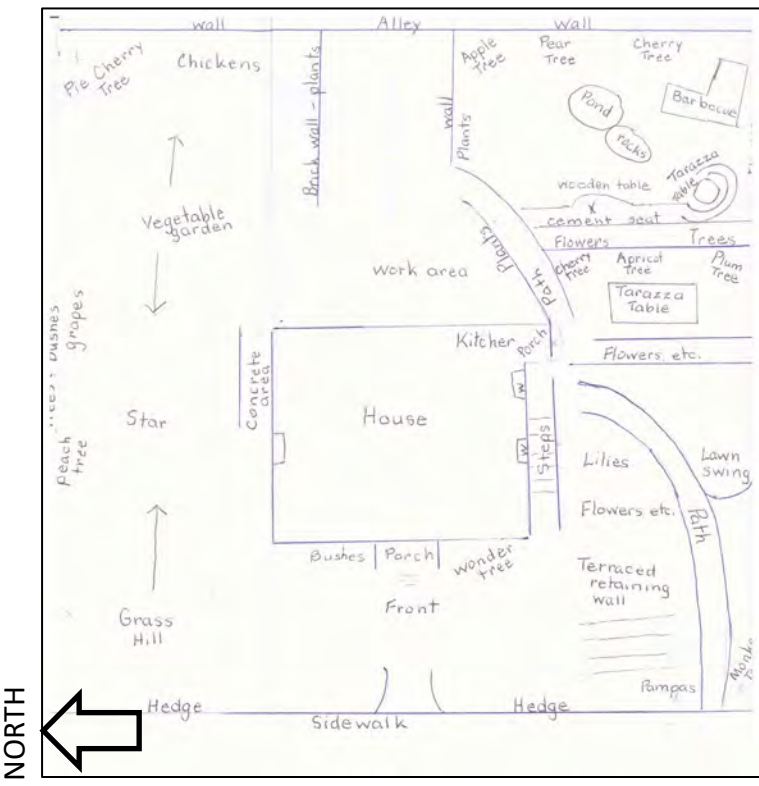 wall Alley wall
Pie Cherry
Tree
Chickens
Brick wall - plants
wall
Plants
Apple
Tree
Pear
Tree
Cherry
Tree
Pond
rocks
Barbecue
Tarazza
Table
wooden table
x
cement seat
Flowers
Trees
Vegetable
garden
Work area
Plants
Path
Cherry
Tree
Apricot
Tree
Plum
Tree
Tarazza
Table
Flowers, etc.
grapes
Concrete
area
Kitchen
Porch
House
W
W
Steps
Star
Peach
tree
Lilies
Lawn
swing
Flowers etc.
Path
Bushes
Porch
Wonder
tree
Terraced
retaining
wall
Front
Grass
Hill
Pampas
Hedge
Hedge
Sidewalk
NORTH